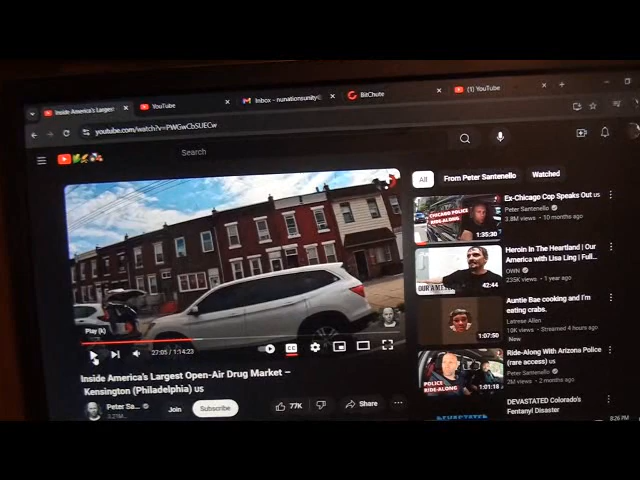 Inside America's Largest
YouTube
Inbox - nunationsunity@
BitChute
(1) YouTube
youtube.com/watch?v=PWGwCbSUECw
Search
All
From Peter Santenello
Watched
Play (k)
27:05 / 1:14:23
CC
Inside America's Largest Open-Air Drug Market –
Kensington (Philadelphia) us
Peter Sa...
Join
Subscribe
77K
Share
CHICAGO POLICE
RIDE-ALONG
1:35:30
Ex-Chicago Cop Speaks Out us
Peter Santenello
3.8M views • 10 months ago
42:44
Heroin In The Heartland | Our
America with Lisa Ling | Full...
OWN
235K views • 1 year ago
1:07:50
Auntie Bae cooking and I'm
eating crabs.
Latrese Allen
10K views • Streamed 4 hours ago
Now
POLICE
RIDE-ALONG
1:01:18
Ride-Along With Arizona Police
(rare access) us
Peter Santenello
2M views • 2 months ago
DEVASTATED Colorado's
Fentanyl Disaster
8:26 PM